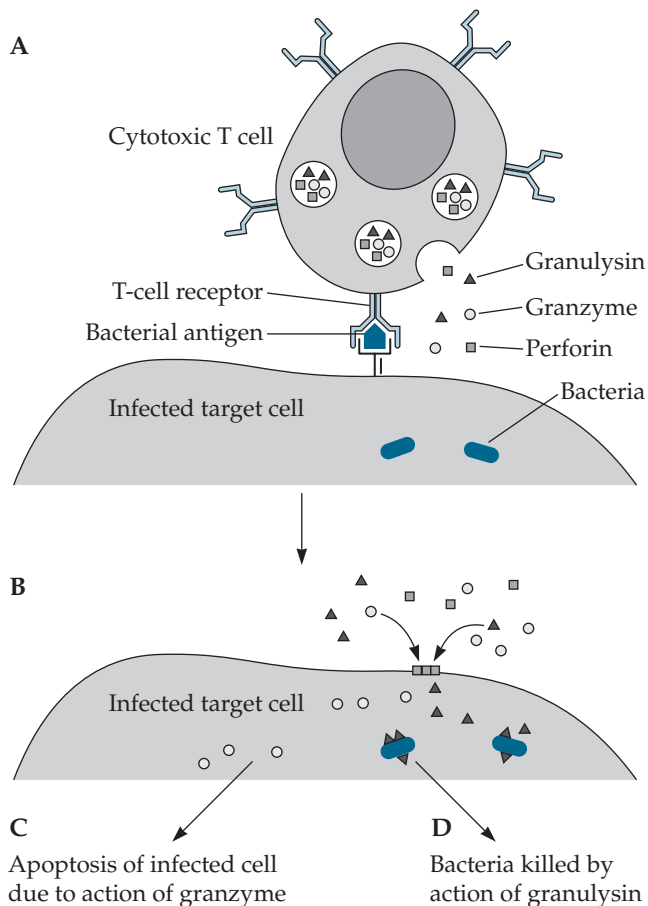 A
Cytotoxic T cell
Granulysin
T-cell receptor
Granzyme
Bacterial antigen
Perforin
Bacteria
Infected target cell
B
Infected target cell
C
Apoptosis of infected cell
due to action of granzyme
D
Bacteria killed by
action of granulysin